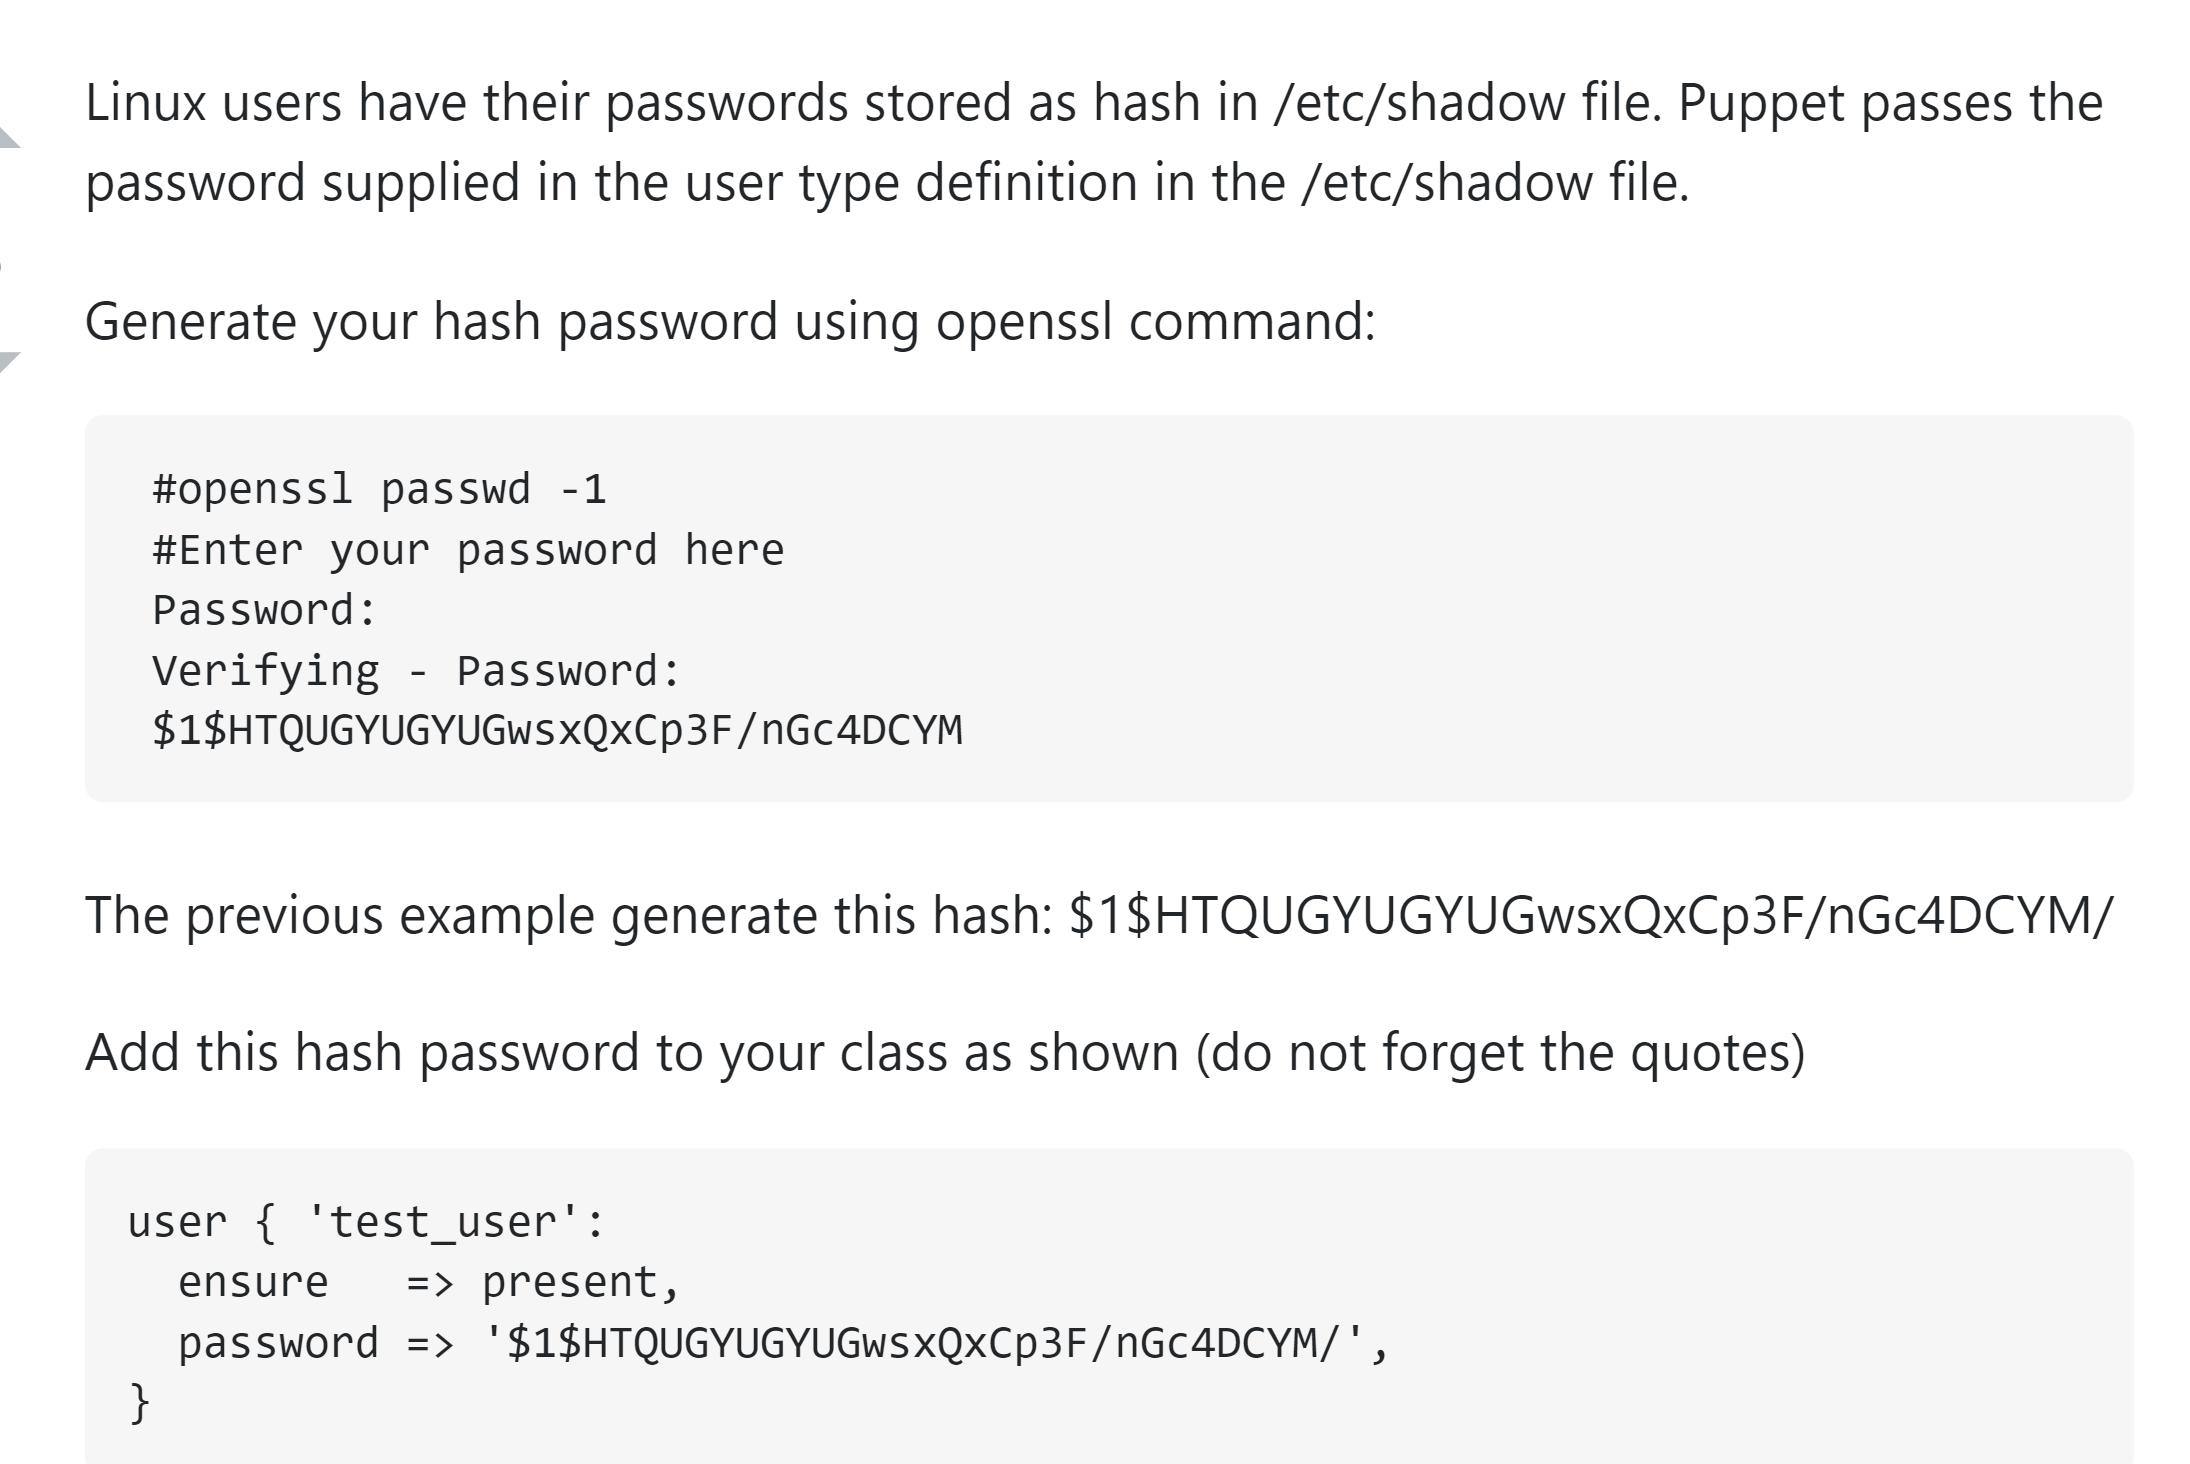 Linux users have their passwords stored as hash in /etc/shadow file. Puppet passes the
password supplied in the user type definition in the /etc/shadow file.
Generate your hash password using openssl command:
#openssl passwd -1
#Enter your password here
Password:
Verifying - Password:
$1$HTQUGYUGYUGwsxQxCp3F/nGc4DCYM
The previous example generate this hash: $1$HTQUGYUGYUGwsxQxCp3F/nGc4DCYM/
Add this hash password to your class as shown (do not forget the quotes)
user { 'test_user':
  ensure   => present,
  password => '$1$HTQUGYUGYUGwsxQxCp3F/nGc4DCYM/',
}